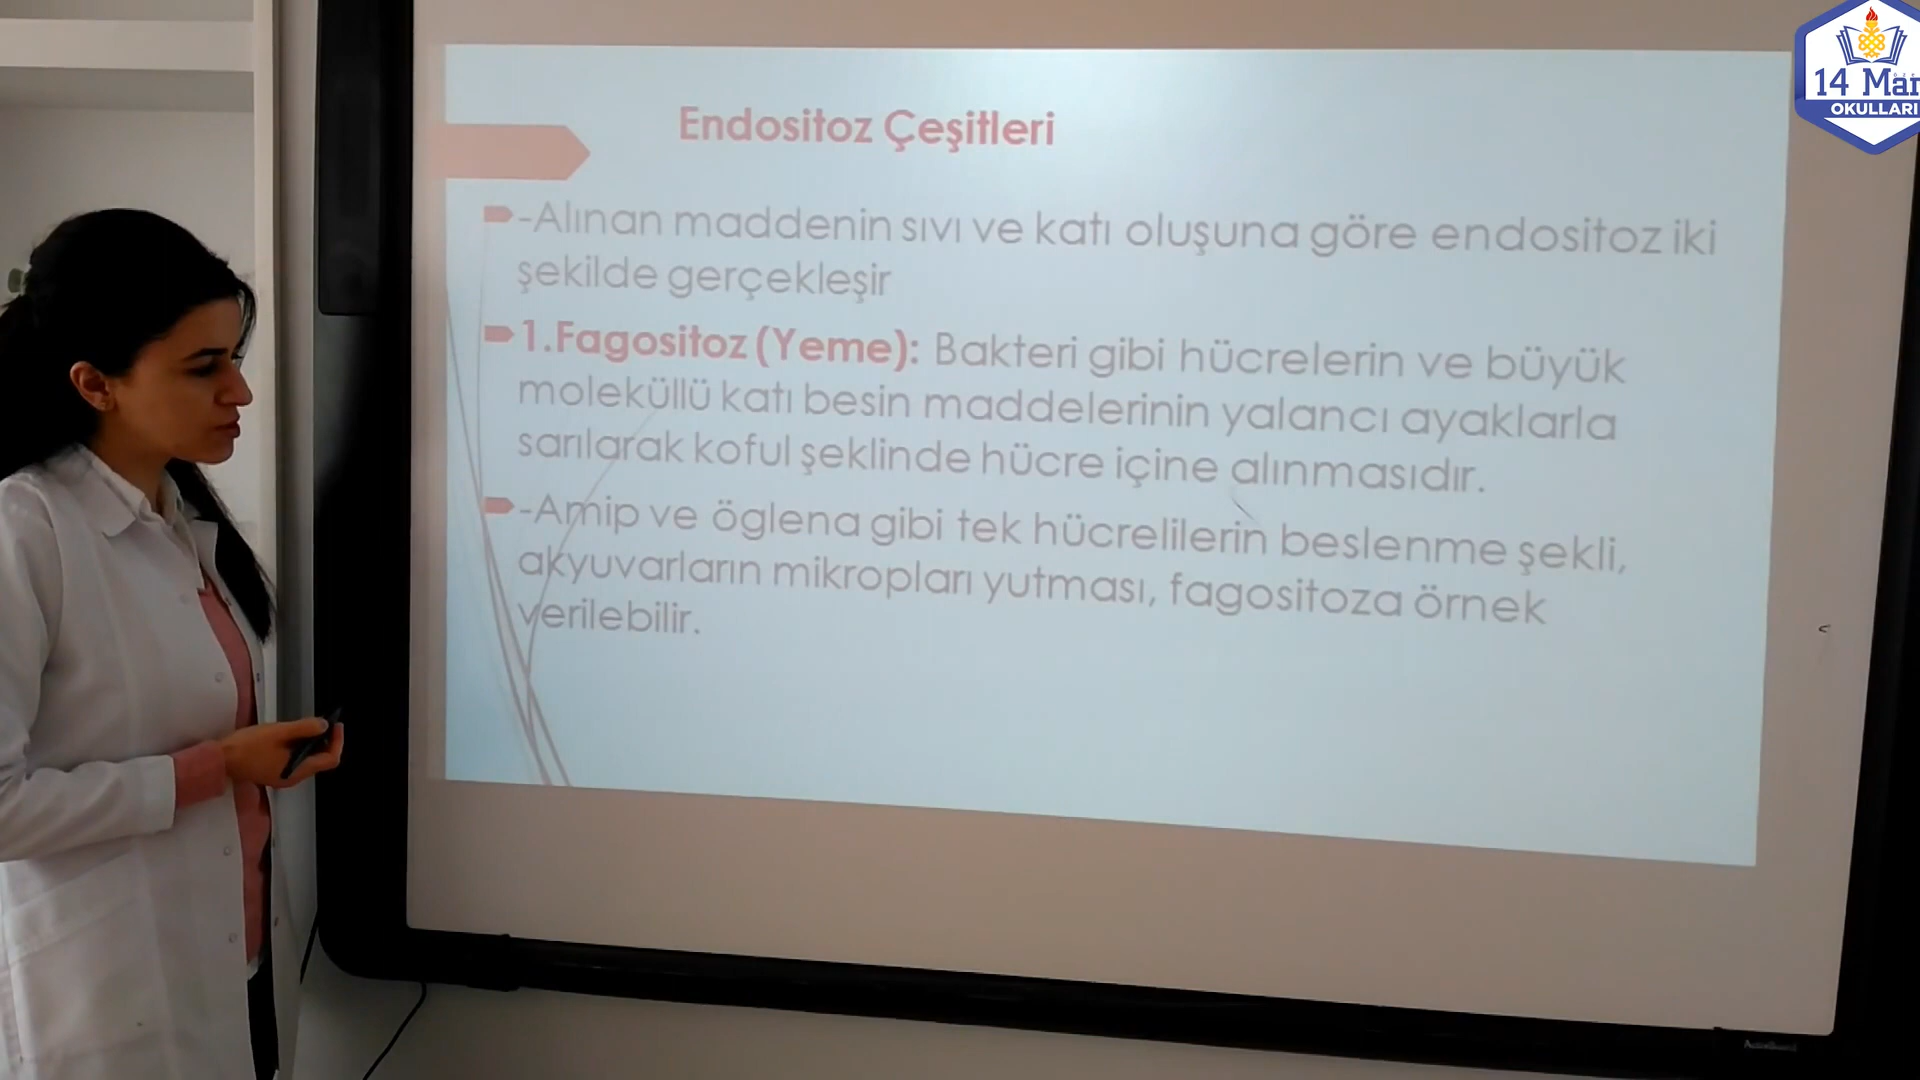 Endositoz Çeşitleri
-Alınan maddenin sıvı ve katı oluşuna göre endositoz iki
şekilde gerçekleşir
1.Fagositoz (Yeme): Bakteri gibi hücrelerin ve büyük
moleküllü katı besin maddelerinin yalancı ayaklarla
sarılarak koful şeklinde hücre içine alınmasıdır.
-Amip ve öglena gibi tek hücrelilerin beslenme şekli,
akyuvarların mikropları yutması, fagositoza örnek
verilebilir.
14 Mar
OKULLARI